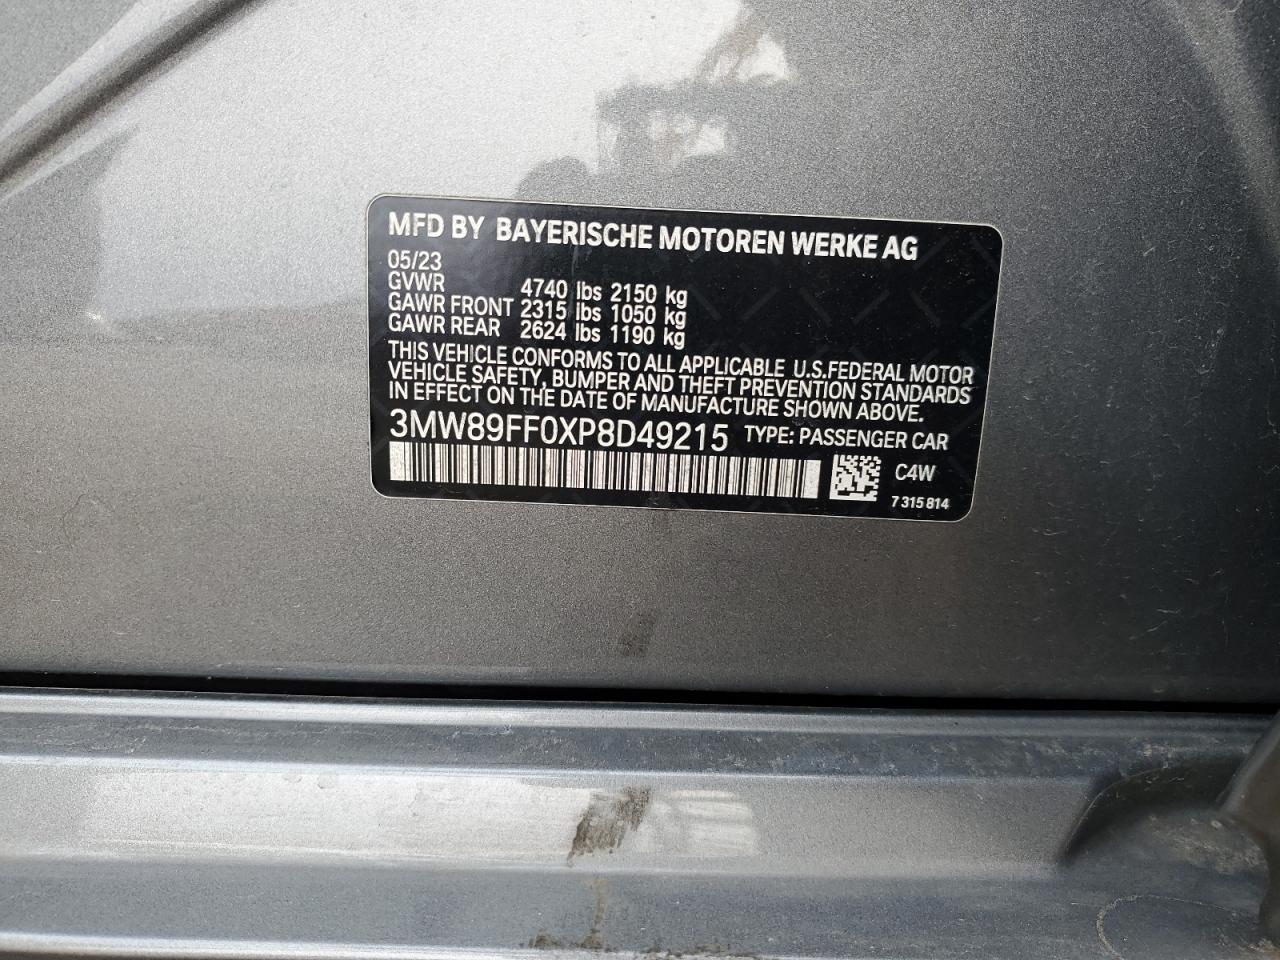 MFD BY BAYERISCHE MOTOREN WERKE AG
05/23
GVWR 4740 lbs 2150 kg
GAWR FRONT 2315 lbs 1050 kg
GAWR REAR 2624 lbs 1190 kg
THIS VEHICLE CONFORMS TO ALL APPLICABLE U.S.FEDERAL MOTOR
VEHICLE SAFETY, BUMPER AND THEFT PREVENTION STANDARDS
IN EFFECT ON THE DATE OF MANUFACTURE SHOWN ABOVE.
3MW89FF0XP8D49215 TYPE: PASSENGER CAR
C4W
7 315 814